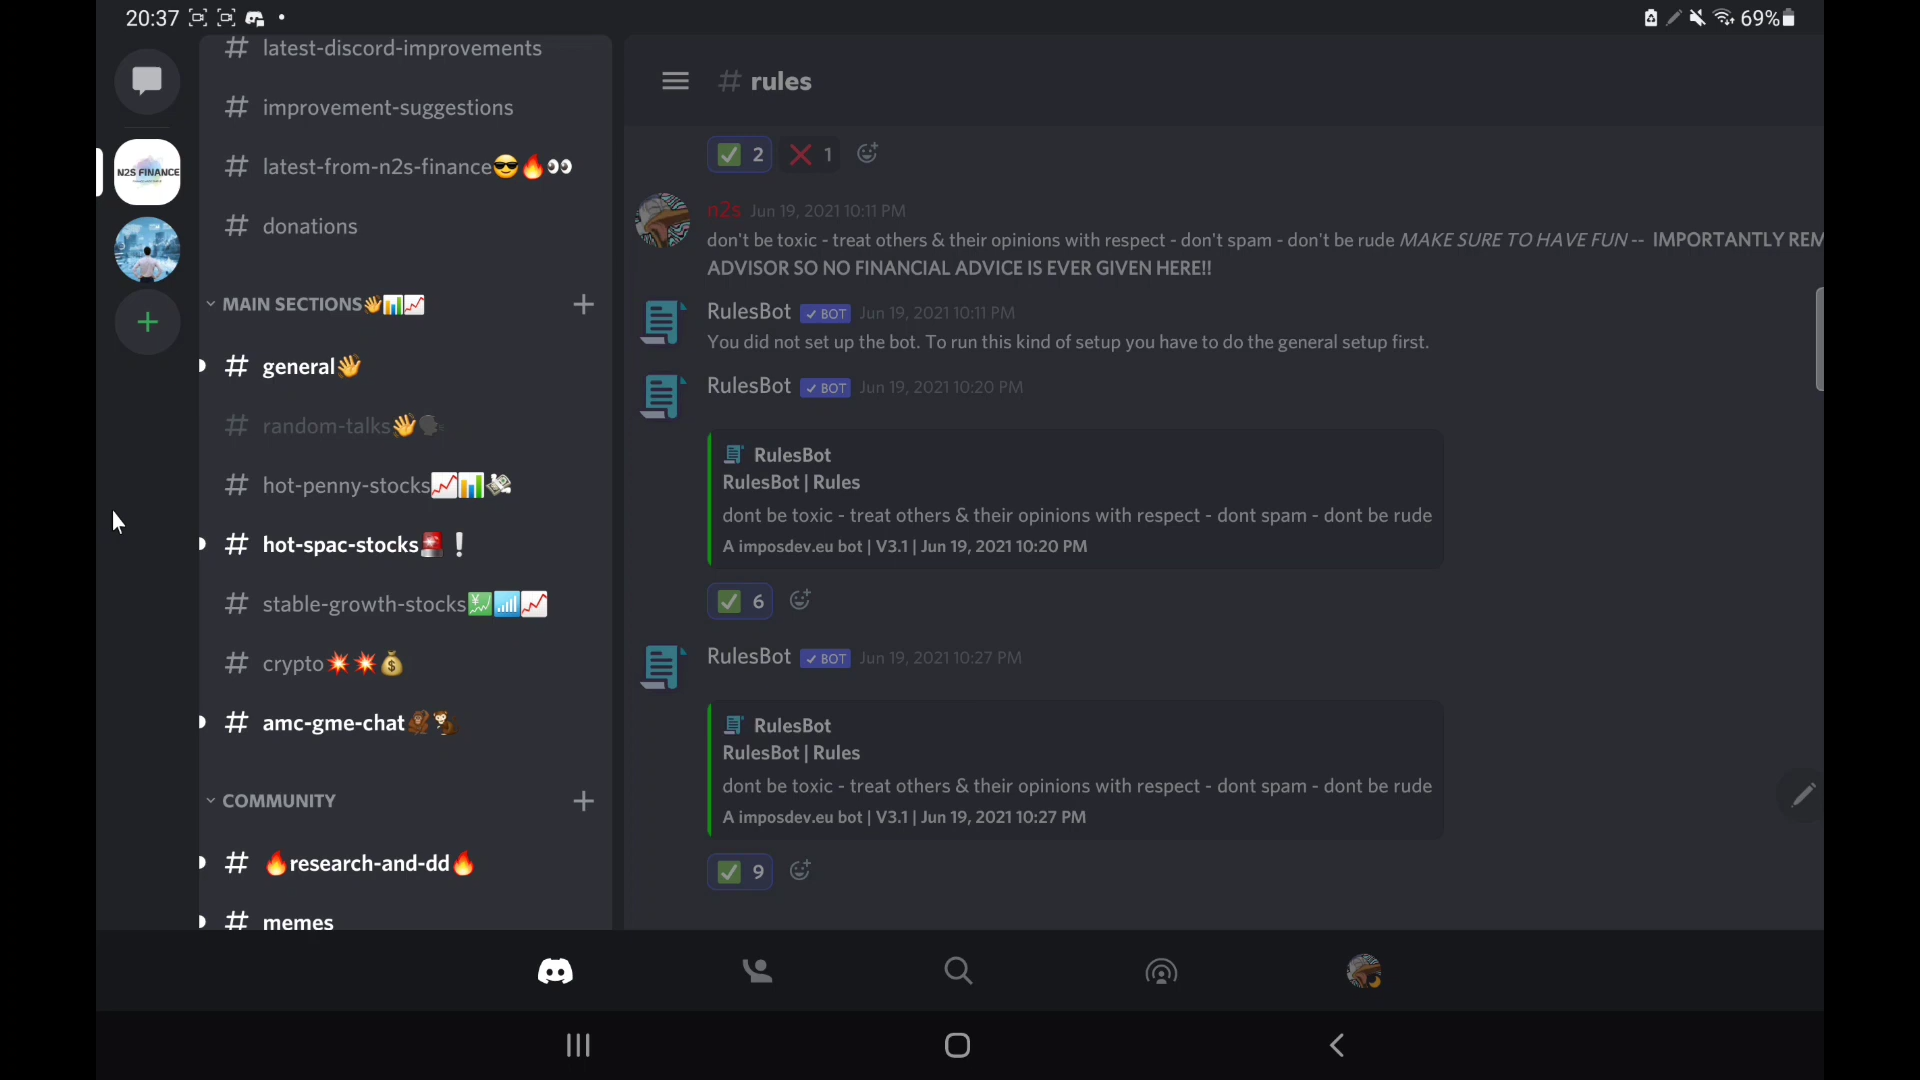 20:37
69%
# latest-discord-improvements
# improvement-suggestions
# latest-from-n2s-finance😎🔥👀
# donations
N2S FINANCE
MAIN SECTIONS👋📊📈
# general👋
# random-talks👋🗣
# hot-penny-stocks📈📊💸
# hot-spac-stocks🚨❕
# stable-growth-stocks💹📶📈
# crypto💥💥💰
# amc-gme-chat🦧🐒
COMMUNITY
# 🔥research-and-dd🔥
# memes
# rules
✅ 2 ❌ 1
n2s Jun 19, 2021 10:11 PM
don't be toxic - treat others & their opinions with respect - don't spam - don't be rude MAKE SURE TO HAVE FUN -- IMPORTANTLY REM
ADVISOR SO NO FINANCIAL ADVICE IS EVER GIVEN HERE!!
RulesBot ✓ BOT Jun 19, 2021 10:11 PM
You did not set up the bot. To run this kind of setup you have to do the general setup first.
RulesBot ✓ BOT Jun 19, 2021 10:20 PM
RulesBot
RulesBot | Rules
dont be toxic - treat others & their opinions with respect - dont spam - dont be rude
A imposdev.eu bot | V3.1 | Jun 19, 2021 10:20 PM
✅ 6
RulesBot ✓ BOT Jun 19, 2021 10:27 PM
RulesBot
RulesBot | Rules
dont be toxic - treat others & their opinions with respect - dont spam - dont be rude
A imposdev.eu bot | V3.1 | Jun 19, 2021 10:27 PM
✅ 9